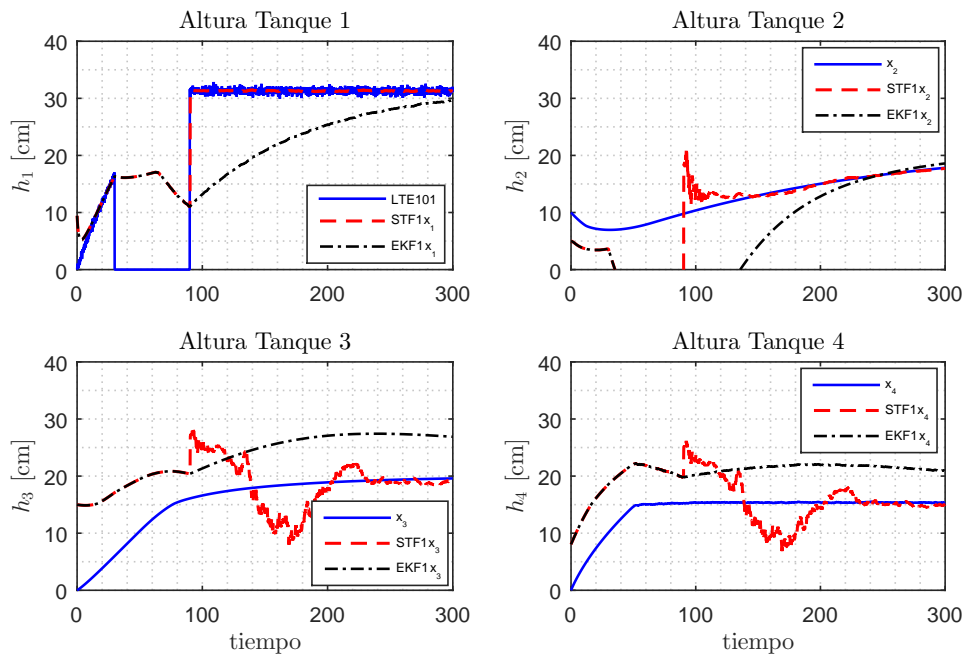 Altura Tanque 1
40
30
20
10
0
0
100
200
300
h1 [cm]
LTE101
STF1x1
EKF1x1
Altura Tanque 2
40
30
20
10
0
0
100
200
300
h2 [cm]
x2
STF1x2
EKF1x2
Altura Tanque 3
40
30
20
10
0
0
100
200
300
h3 [cm]
tiempo
x3
STF1x3
EKF1x3
Altura Tanque 4
40
30
20
10
0
0
100
200
300
h4 [cm]
tiempo
x4
STF1x4
EKF1x4